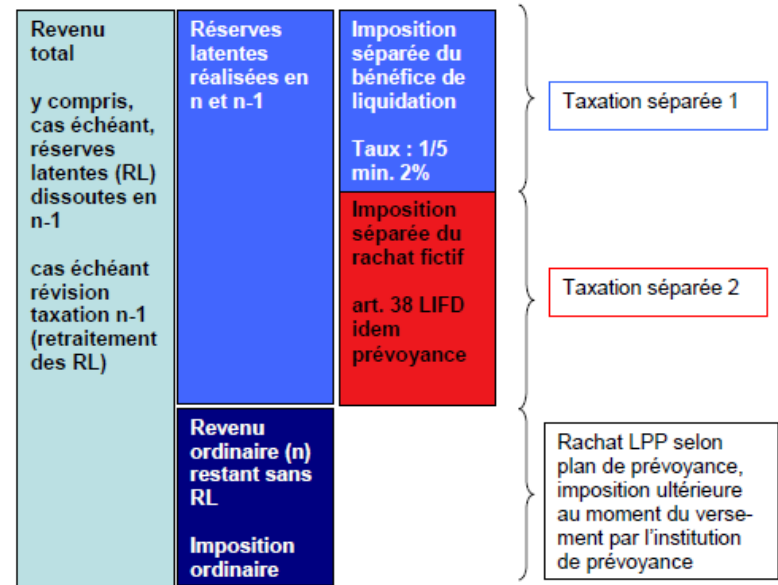 Revenu
total
y compris,
cas échéant,
réserves
latentes (RL)
dissoutes en
n-1
cas échéant
révision
taxation n-1
(retraitement
des RL)
Réserves
latentes
réalisées en
n et n-1
Revenu
ordinaire (n)
restant sans
RL
Imposition
ordinaire
Imposition
séparée du
bénéfice de
liquidation
Taux : 1/5
min. 2%
Imposition
séparée du
rachat fictif
art. 38 LIFD
idem
prévoyance
Taxation séparée 1
Taxation séparée 2
Rachat LPP selon
plan de prévoyance,
imposition ultérieure
au moment du verse-
ment par l'institution
de prévoyance